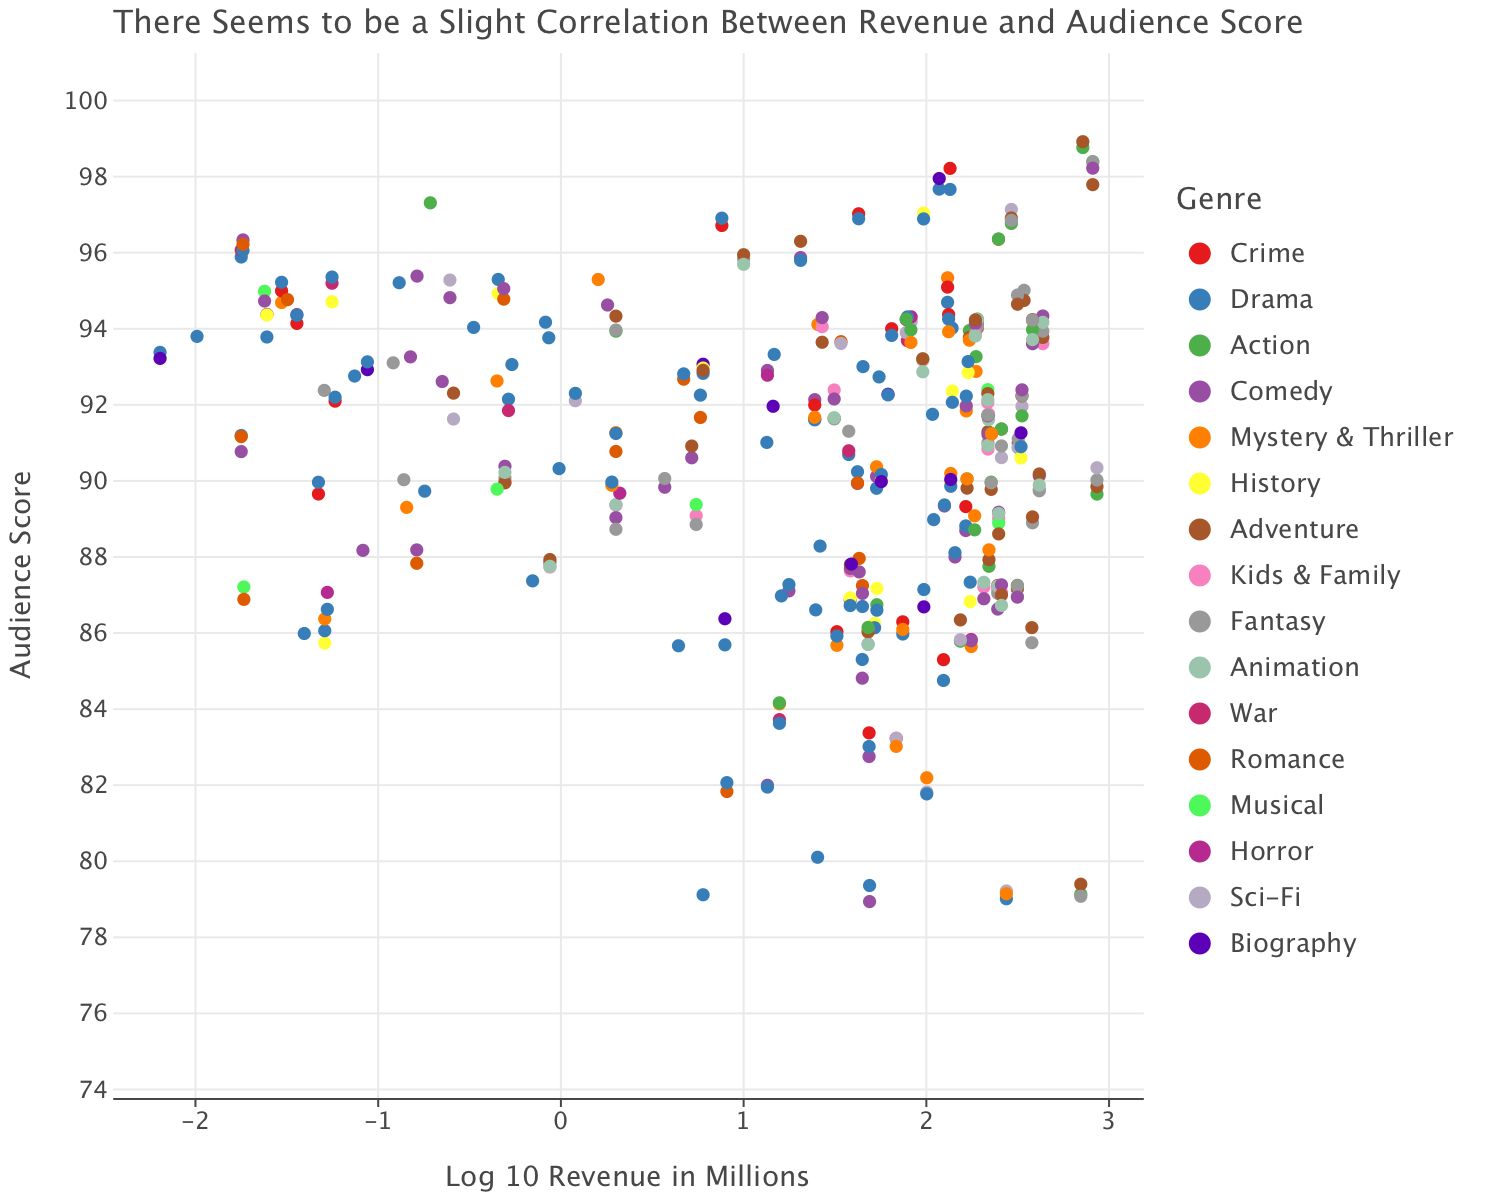 There Seems to be a Slight Correlation Between Revenue and Audience Score
100
98
96
94
92
90
88
86
84
82
80
78
76
74
Audience Score
−2
−1
0
1
2
3
Log 10 Revenue in Millions
Genre
Crime
Drama
Action
Comedy
Mystery & Thriller
History
Adventure
Kids & Family
Fantasy
Animation
War
Romance
Musical
Horror
Sci−Fi
Biography